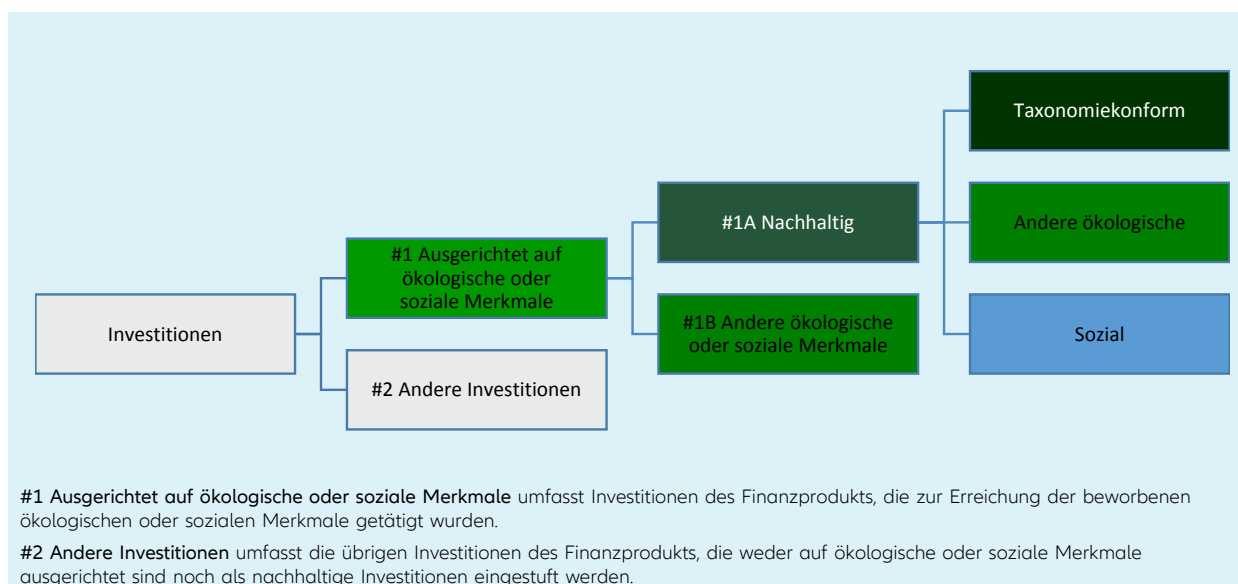 Taxonomiekonform
#1A Nachhaltig
Andere ökologische
#1 Ausgerichtet auf
ökologische oder
soziale Merkmale
Investitionen
#1B Andere ökologische
oder soziale Merkmale
Sozial
#2 Andere Investitionen
#1 Ausgerichtet auf ökologische oder soziale Merkmale umfasst Investitionen des Finanzprodukts, die zur Erreichung der beworbenen
ökologischen oder sozialen Merkmale getätigt wurden.
#2 Andere Investitionen umfasst die übrigen Investitionen des Finanzprodukts, die weder auf ökologische oder soziale Merkmale
ausgerichtet sind noch als nachhaltige Investitionen eingestuft werden.